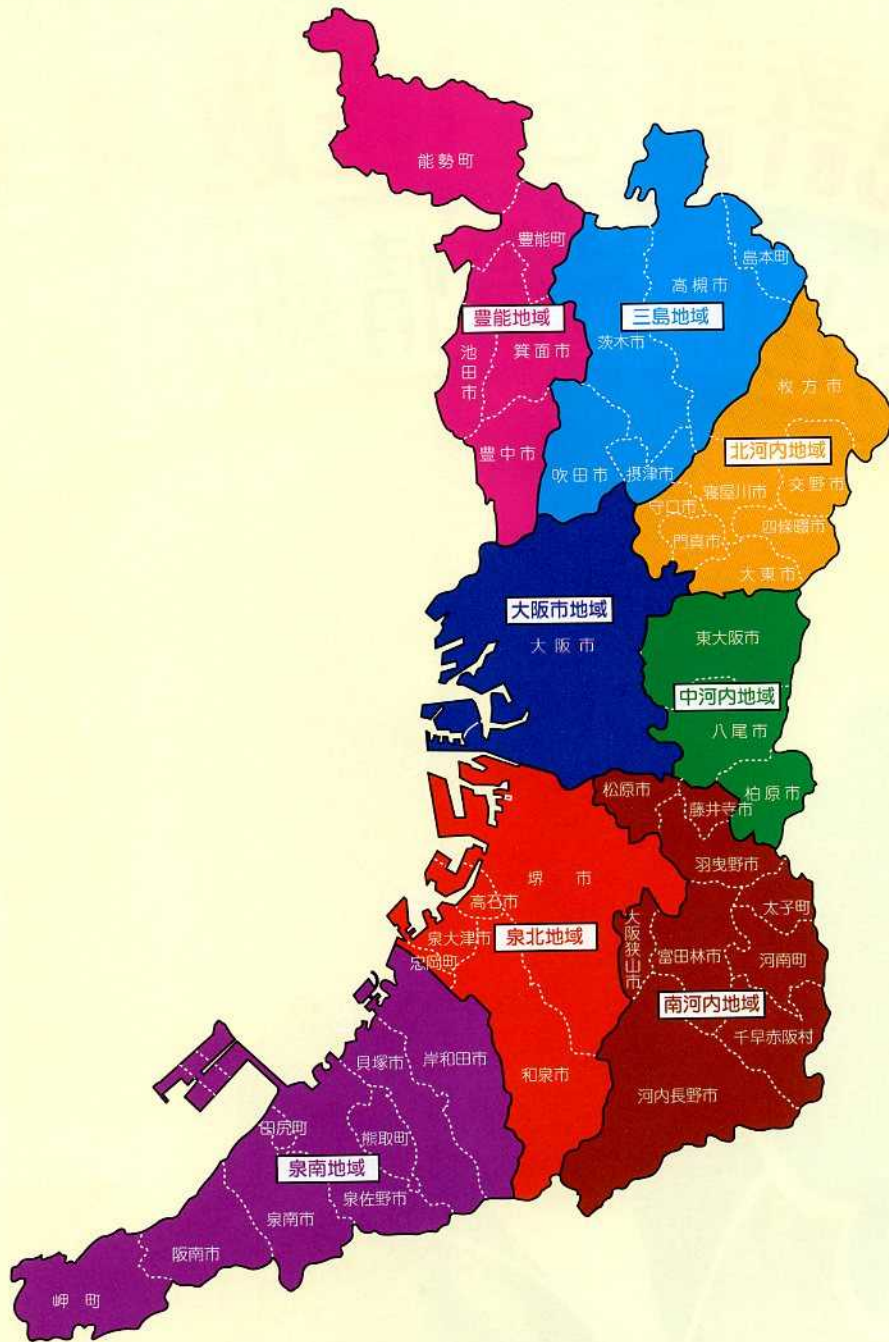 能勢町
豊能町
島本町
高槻市
豊能地域
三島地域
茨木市
箕面市
池田市
枚方市
豊中市
北河内地域
吹田市
摂津市
寝屋川市
交野市
守口市
四條畷市
門真市
大東市
大阪市地域
大阪市
東大阪市
中河内地域
八尾市
松原市
柏原市
藤井寺市
羽曳野市
堺市
高石市
太子町
大阪狭山市
泉大津市
泉北地域
富田林市
河南町
忠岡町
南河内地域
千早赤阪村
岸和田市
貝塚市
和泉市
河内長野市
田尻町
熊取町
泉南地域
泉佐野市
泉南市
阪南市
岬町